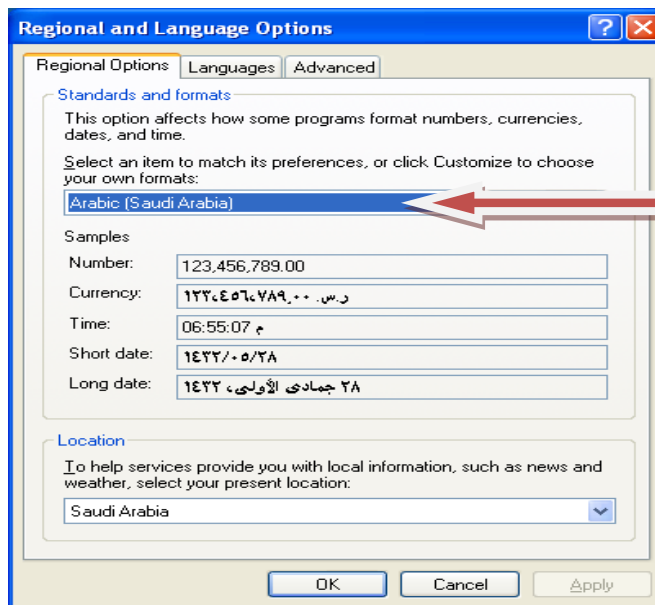 Regional and Language Options
Regional Options Languages Advanced
Standards and formats
This option affects how some programs format numbers, currencies,
dates, and time.
Select an item to match its preferences, or click Customize to choose
your own formats:
Arabic (Saudi Arabia)
Samples
Number: 123,456,789.00
Currency: ر.س. ١٢٣،٤٥٦،٧٨٩٫٠٠
Time: 06:55:07 م
Short date: ١٤٣٢/٠٥/٢٨
Long date: ٢٨ جمادى الأولى، ١٤٣٢
Location
To help services provide you with local information, such as news and
weather, select your present location:
Saudi Arabia
OK Cancel Apply